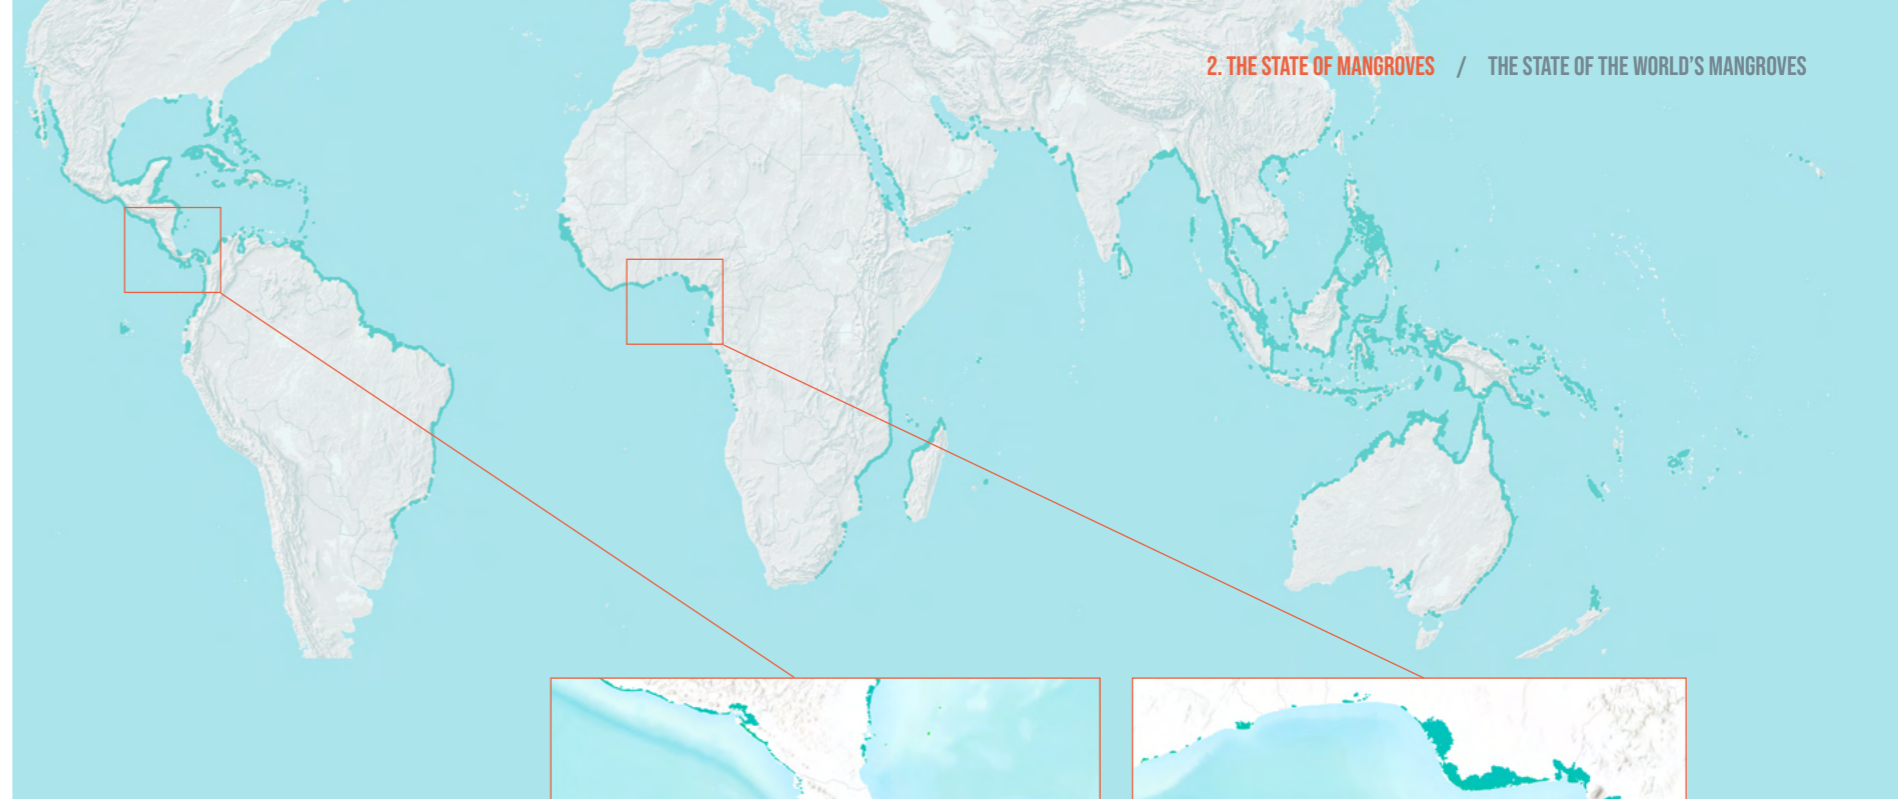 2. THE STATE OF MANGROVES / THE STATE OF THE WORLD'S MANGROVES